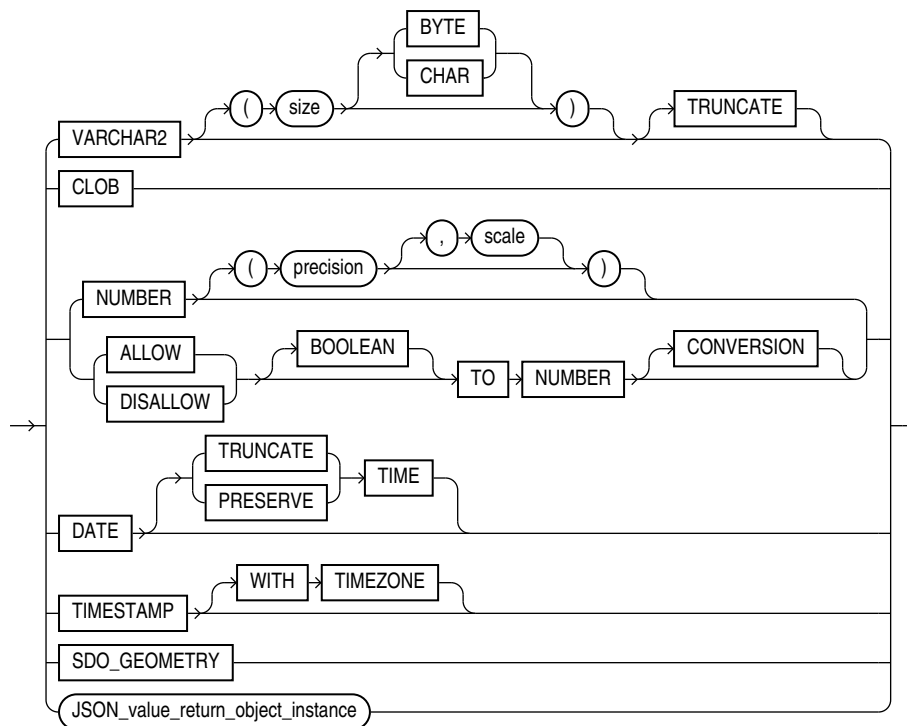 BYTE
( size CHAR )
VARCHAR2 TRUNCATE
CLOB
( precision , scale )
NUMBER
ALLOW BOOLEAN CONVERSION
DISALLOW TO NUMBER
TRUNCATE
PRESERVE TIME
DATE
WITH TIMEZONE
TIMESTAMP
SDO_GEOMETRY
JSON_value_return_object_instance